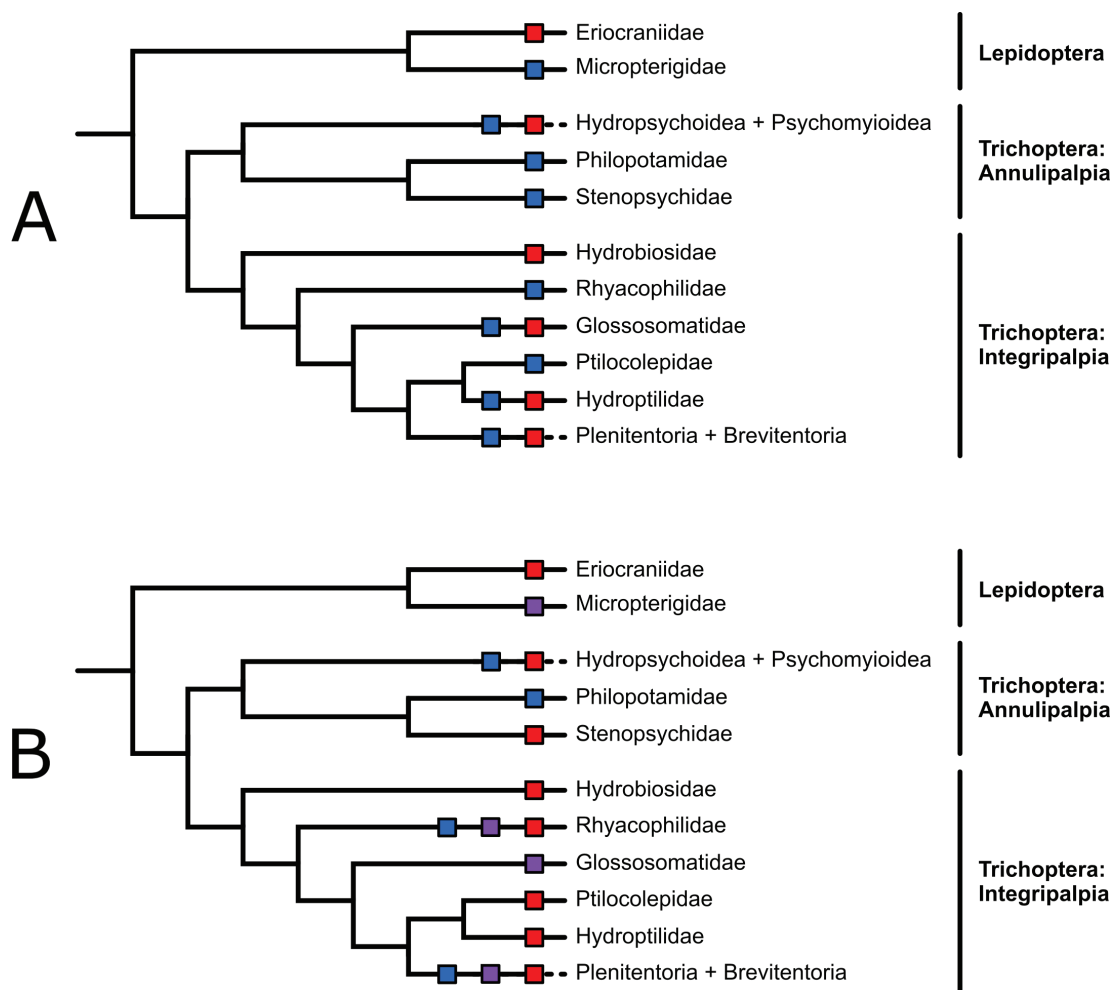 A
Eriocraniidae
Micropterigidae
Lepidoptera
Hydropsychoidea + Psychomyioidea
Philopotamidae
Stenopsychidae
Trichoptera:
Annulipalpia
Hydrobiosidae
Rhyacophilidae
Glossosomatidae
Ptilocolepidae
Hydroptilidae
Plenitentoria + Brevitentoria
Trichoptera:
Integripalpia
B
Eriocraniidae
Micropterigidae
Lepidoptera
Hydropsychoidea + Psychomyioidea
Philopotamidae
Stenopsychidae
Trichoptera:
Annulipalpia
Hydrobiosidae
Rhyacophilidae
Glossosomatidae
Ptilocolepidae
Hydroptilidae
Plenitentoria + Brevitentoria
Trichoptera:
Integripalpia